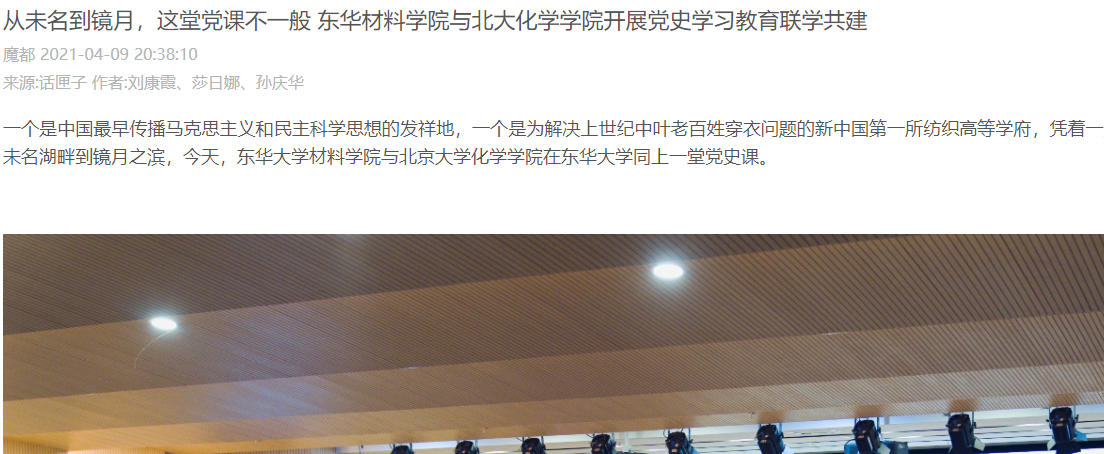 从未名到镜月，这堂党课不一般 东华材料学院与北大化学学院开展党史学习教育联学共建
魔都 2021-04-09 20:38:10
来源:话匣子 作者:刘康霞、莎日娜、孙庆华
一个是中国最早传播马克思主义和民主科学思想的发祥地，一个是为解决上世纪中叶老百姓穿衣问题的新中国第一所纺织高等学府，凭着一
未名湖畔到镜月之滨，今天，东华大学材料学院与北京大学化学学院在东华大学同上一堂党史课。